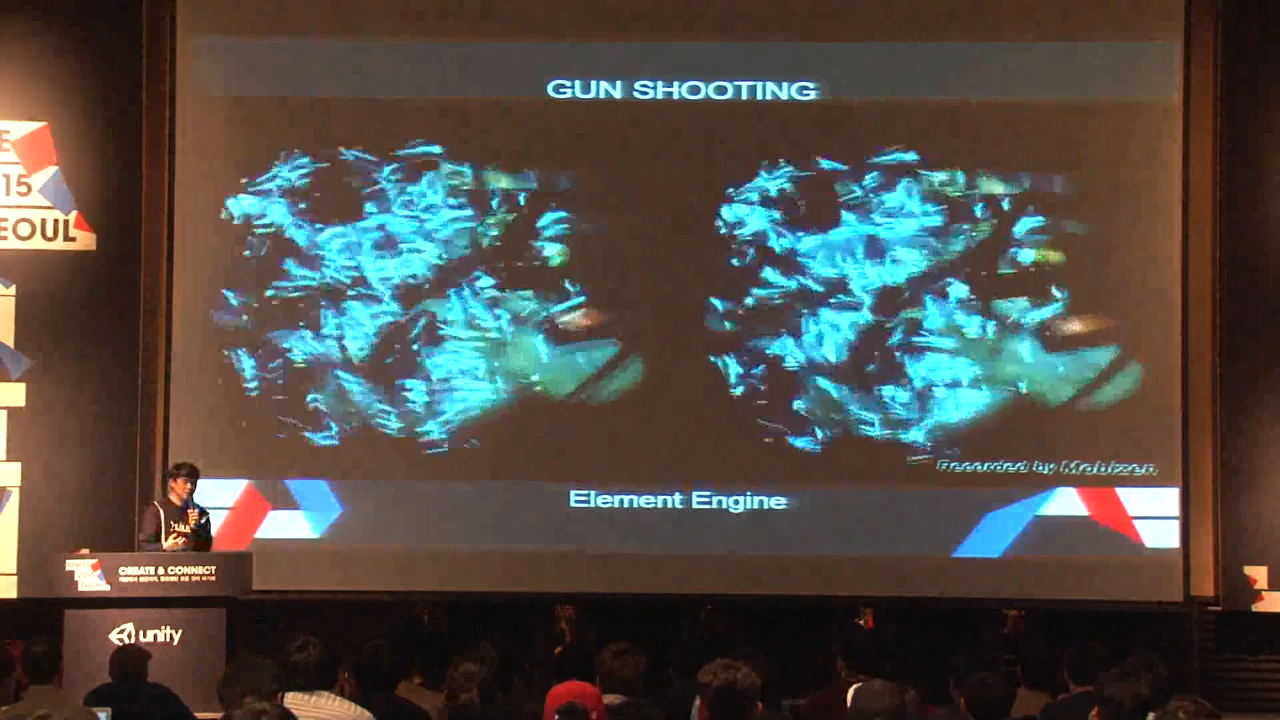 GUN SHOOTING
E
15
EOUL
Recorded by Mobizen
Element Engine
CREATE & CONNECT
unity